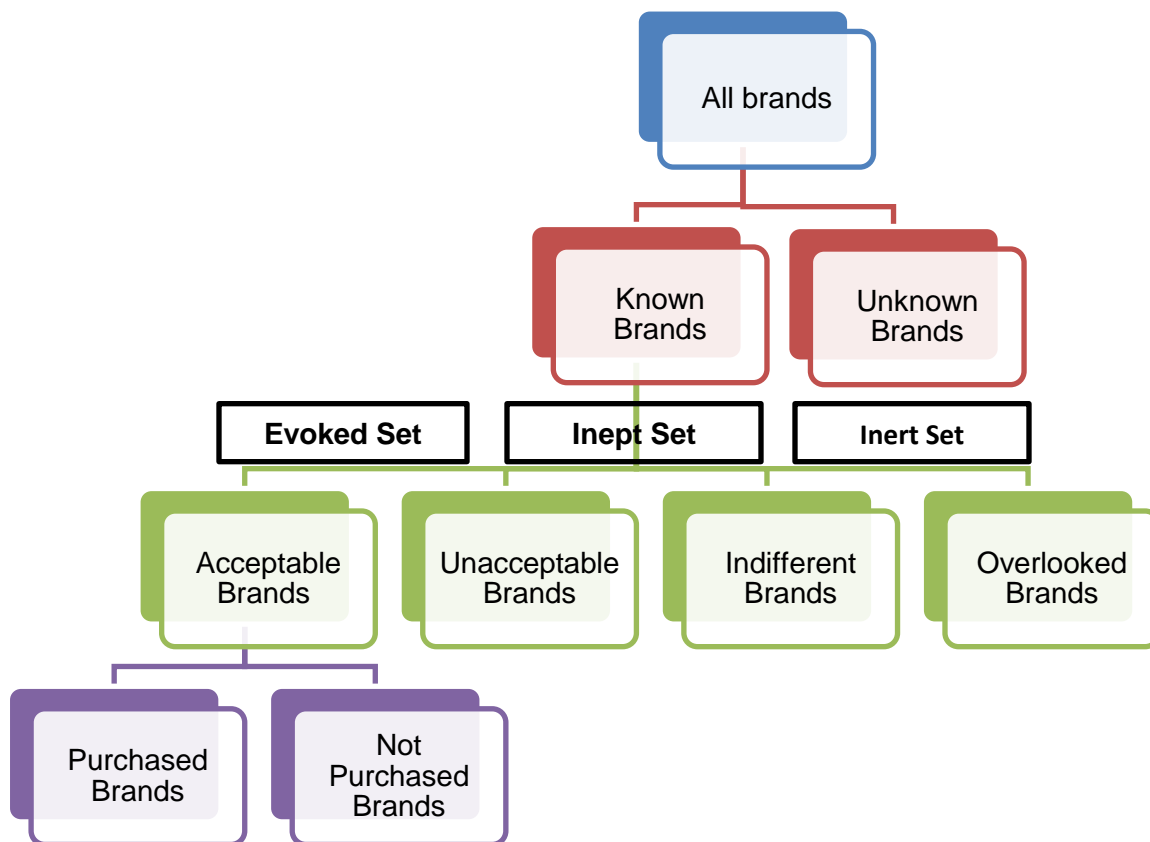 All brands
Known
Brands
Unknown
Brands
Evoked Set
Inept Set
Inert Set
Acceptable
Brands
Unacceptable
Brands
Indifferent
Brands
Overlooked
Brands
Purchased
Brands
Not
Purchased
Brands